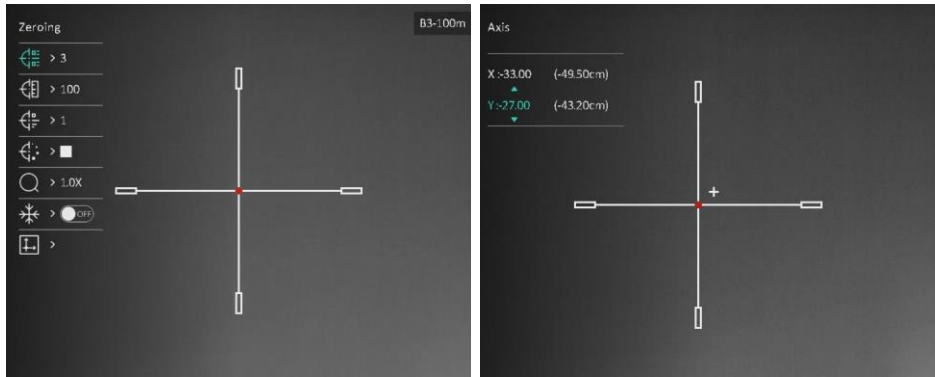 Zeroing
B3-100m
> 3
> 100
> 1
>
> 1.0X
> OFF
>
Axis
X:-33.00 (-49.50cm)
Y:-27.00 (-43.20cm)